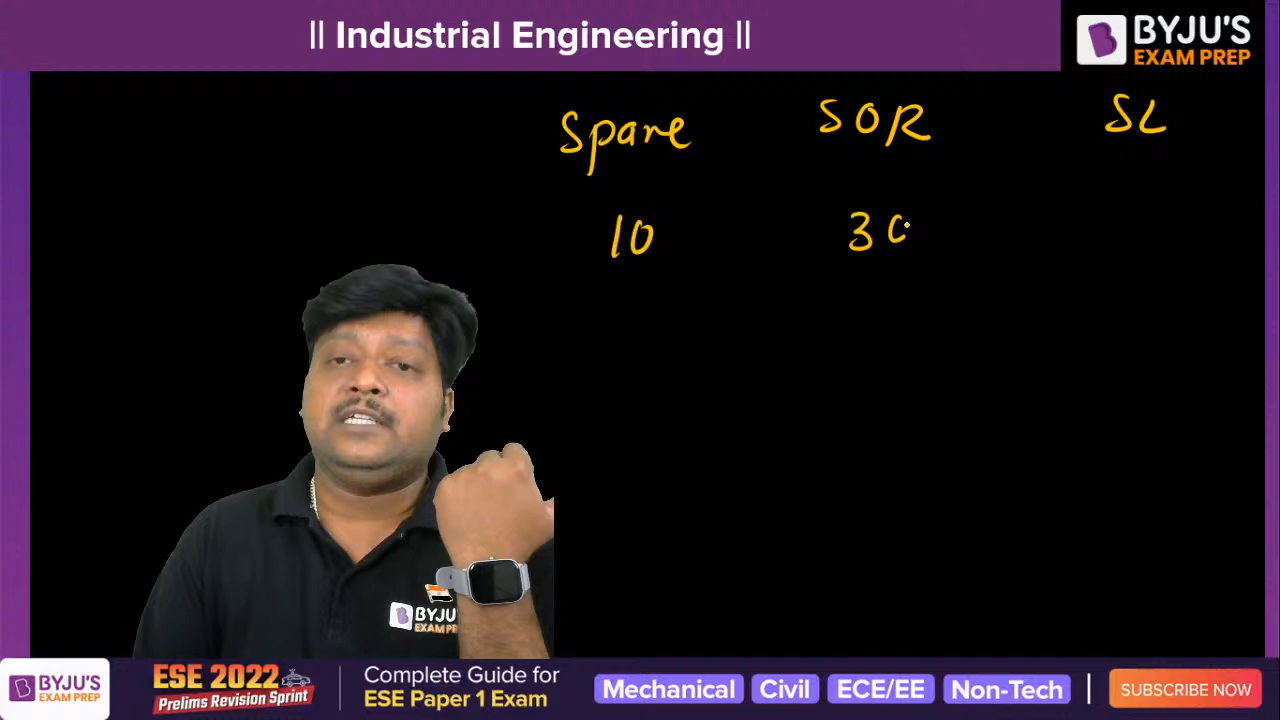 || Industrial Engineering ||
BYJU'S
EXAM PREP
Spare SOR SL
10 30
BYJU'S
EXAM PREP
ESE 2022
Prelims Revision Sprint
Complete Guide for
ESE Paper 1 Exam
Mechanical Civil ECE/EE Non-Tech
SUBSCRIBE NOW